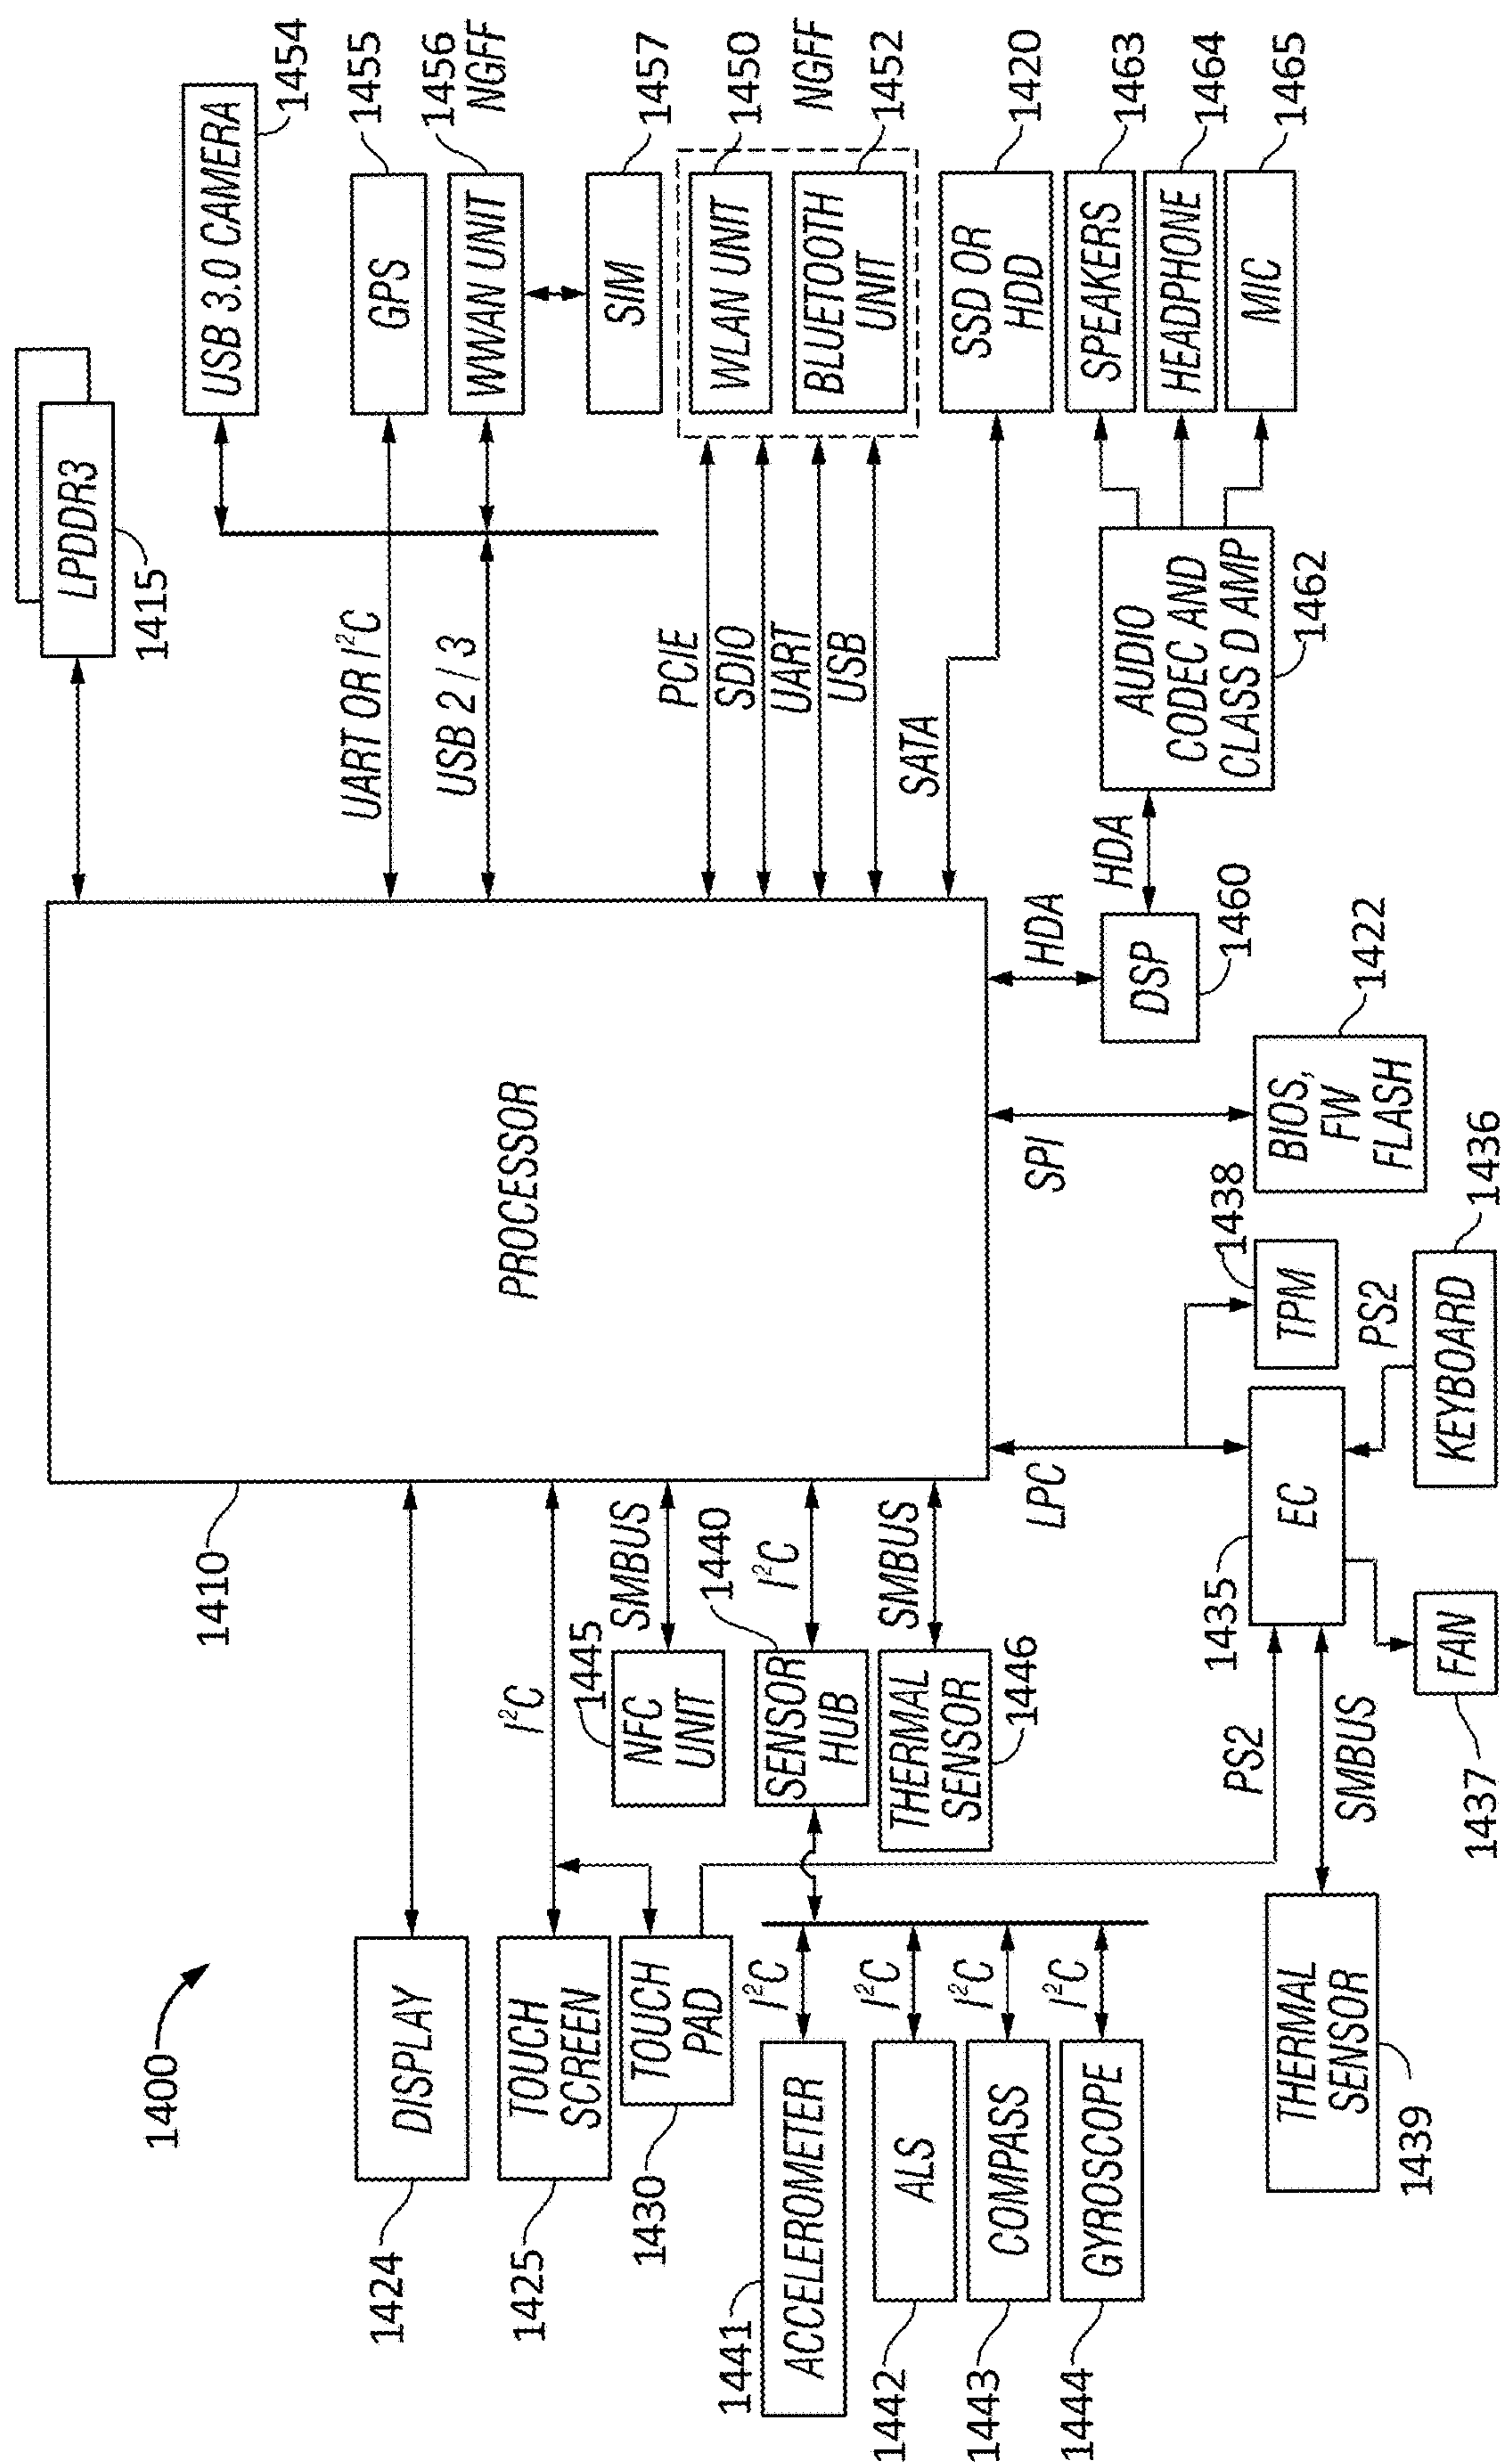 1400
1424
DISPLAY
1425
TOUCH
SCREEN
1430
TOUCH
PAD
1441
ACCELEROMETER
1442
ALS
1443
COMPASS
1444
GYROSCOPE
I²C
I²C
I²C
I²C
1439
THERMAL
SENSOR
1410
I²C
1445
NFC
UNIT
SMBUS
1440
SENSOR
HUB
I²C
THERMAL
SENSOR
1446
SMBUS
PS2
SMBUS
1437
FAN
1435
EC
LPC
PROCESSOR
1438
TPM
PS2
KEYBOARD
1436
SPI
BIOS,
FW
FLASH
1422
HDA
DSP
1460
HDA
AUDIO
CODEC AND
CLASS D AMP
1462
LPDDR3
1415
UART OR I²C
USB 2 / 3
PCIE
SDIO
UART
USB
SATA
USB 3.0 CAMERA
1454
GPS
1455
WWAN UNIT
1456
NGFF
SIM
1457
WLAN UNIT
1450
BLUETOOTH
UNIT
NGFF
1452
SSD OR
HDD
1420
SPEAKERS
1463
HEADPHONE
1464
MIC
1465